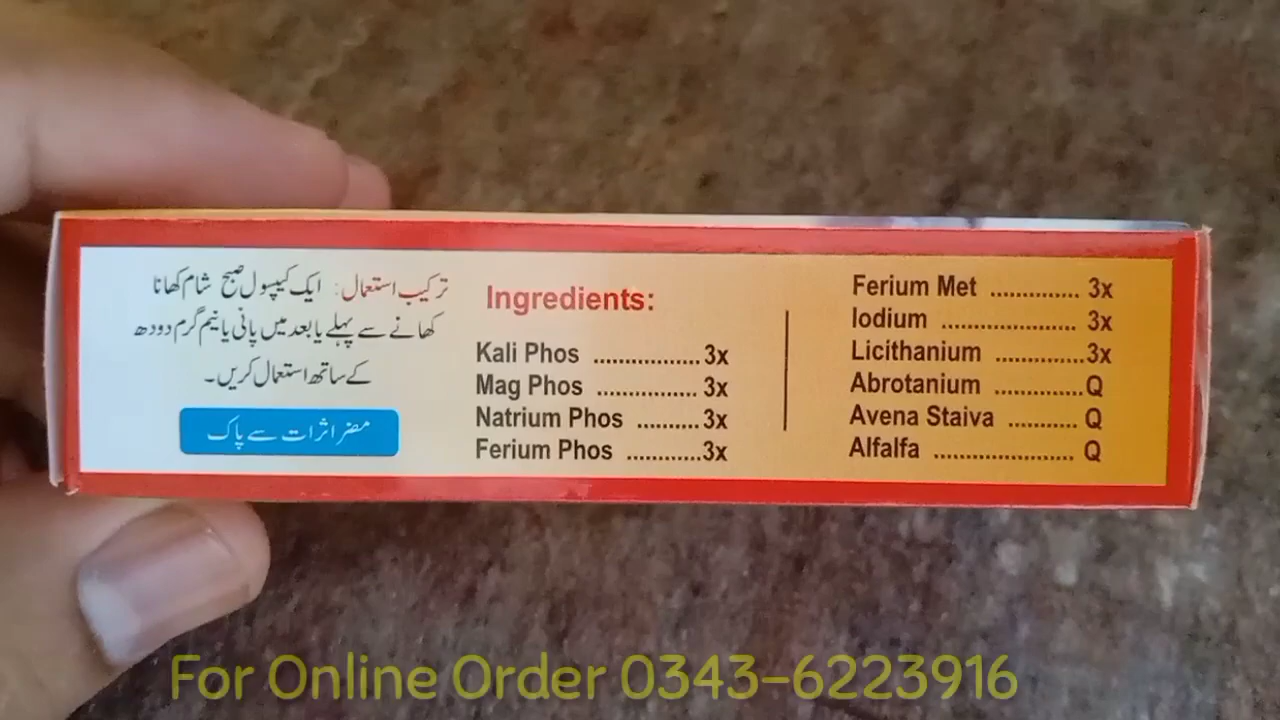 ترکیب استعمال: ایک کیپسول صبح شام کھانا
کھانے سے پہلے یا بعد میں پانی یا نیم گرم دودھ
کے ساتھ استعمال کریں۔
مضر اثرات سے پاک
Ingredients:
Kali Phos ................ 3x
Mag Phos ............... 3x
Natrium Phos .......... 3x
Ferium Phos ............3x
Ferium Met ............. 3x
Iodium .................... 3x
Licithanium .............3x
Abrotanium ............. Q
Avena Staiva .......... Q
Alfalfa ..................... Q
For Online Order 0343-6223916